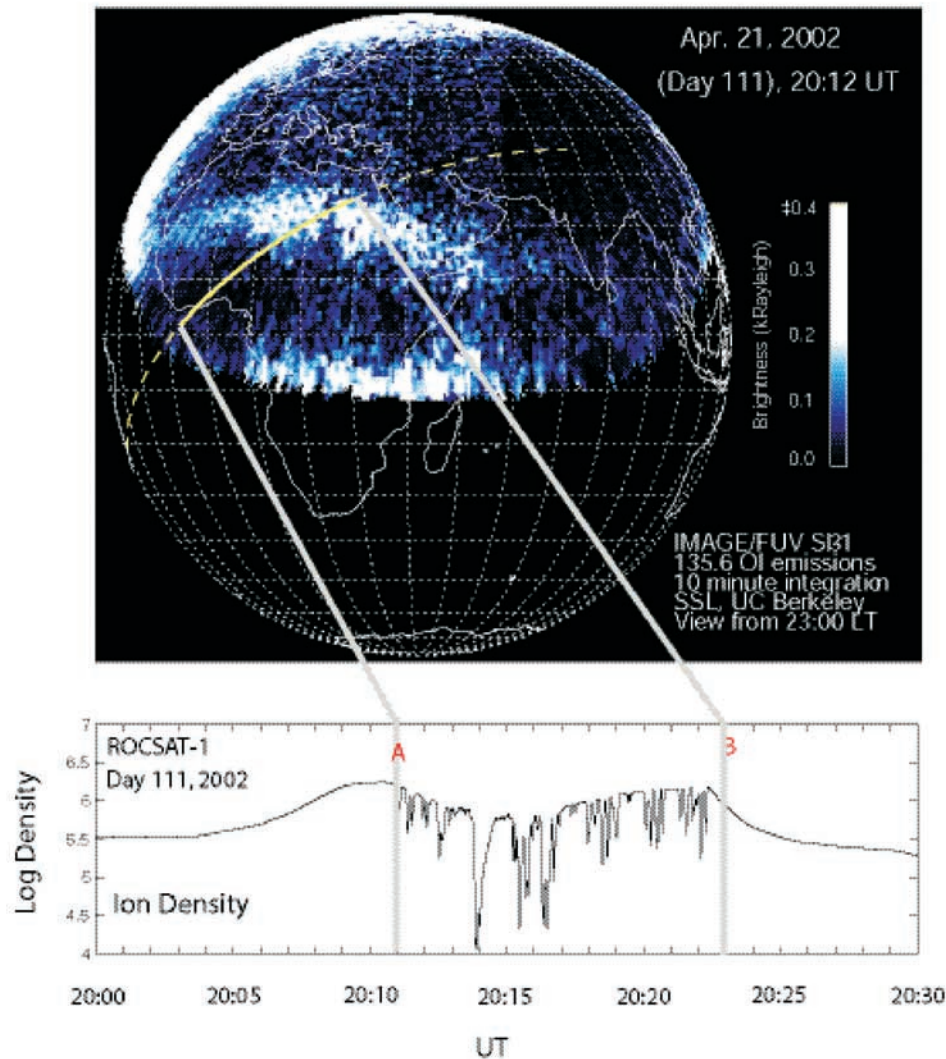 Apr. 21, 2002
(Day 111), 20:12 UT
‡0.4
0.3
0.2
0.1
0.0
Brightness (kRayleigh)
IMAGE/FUV SI31
135.6 OI emissions
10 minute integration
SSL, UC Berkeley
View from 23:00 LT
7
6.5
6
5.5
5
4.5
4
Log Density
ROCSAT-1
Day 111, 2002
A
B
Ion Density
20:00
20:05
20:10
20:15
20:20
20:25
20:30
UT